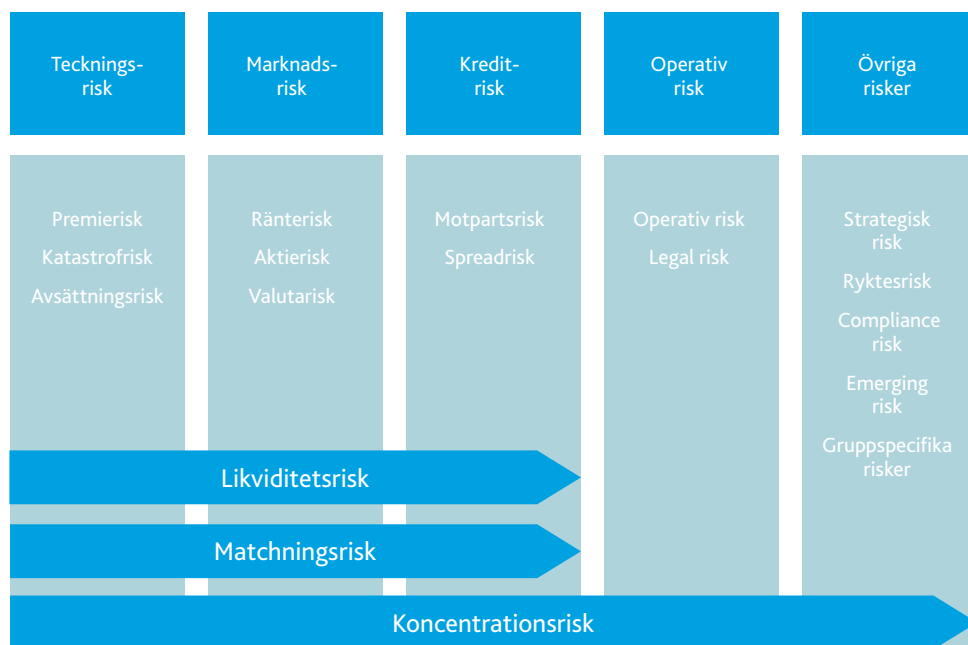 Tecknings-
risk
Marknads-
risk
Kredit-
risk
Operativ
risk
Övriga
risker
Premierisk
Katastrofrisk
Avsättningsrisk
Ränterisk
Aktierisk
Valutarisk
Motpartsrisk
Spreadrisk
Operativ risk
Legal risk
Strategisk
risk
Ryktesrisk
Compliance
risk
Emerging
risk
Gruppspecifika
risker
Likviditetsrisk
Matchningsrisk
Koncentrationsrisk